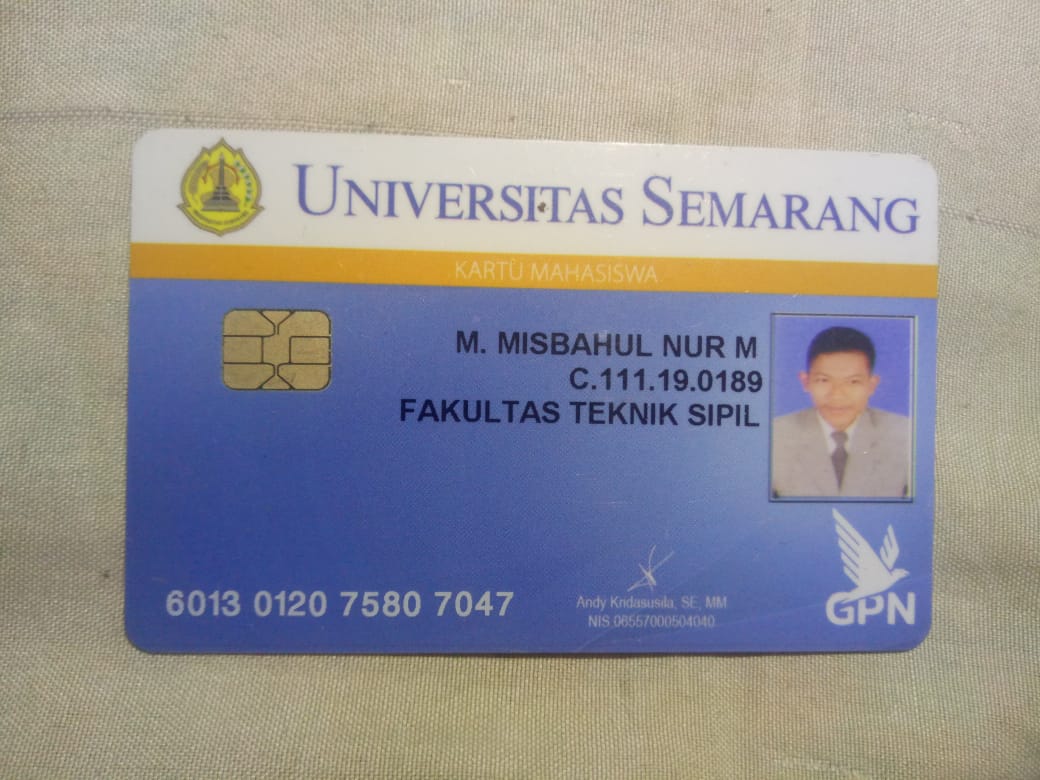 UNIVERSITAS SEMARANG
KARTU MAHASISWA
M. MISBAHUL NUR M
C.111.19.0189
FAKULTAS TEKNIK SIPIL
6013 0120 7580 7047
Andy Kridasusila, SE, MM
NIS 06557000504040
GPN